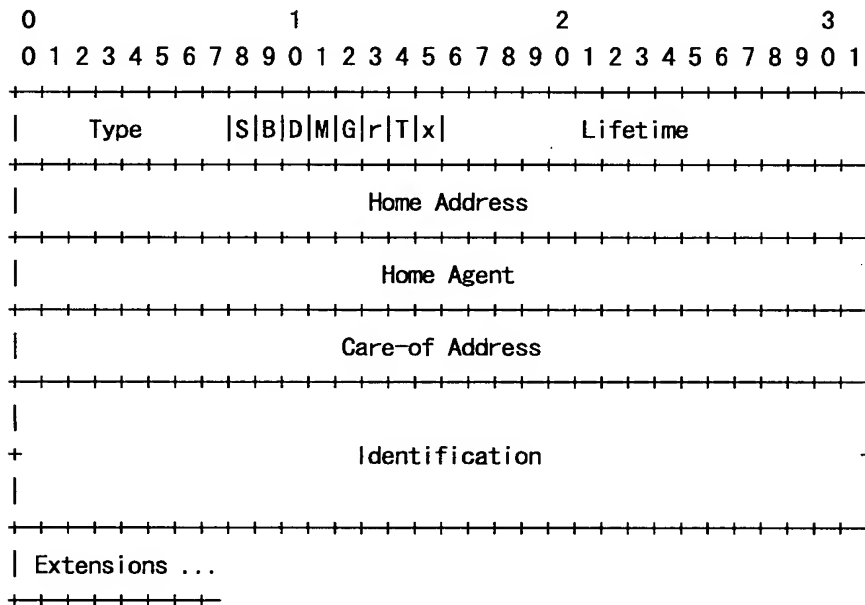 0 1 2 3
0 1 2 3 4 5 6 7 8 9 0 1 2 3 4 5 6 7 8 9 0 1 2 3 4 5 6 7 8 9 0 1
| Type |S|B|D|M|G|r|T|x| Lifetime
| Home Address
| Home Agent
| Care-of Address
|
+ Identification -
|
| Extensions ...